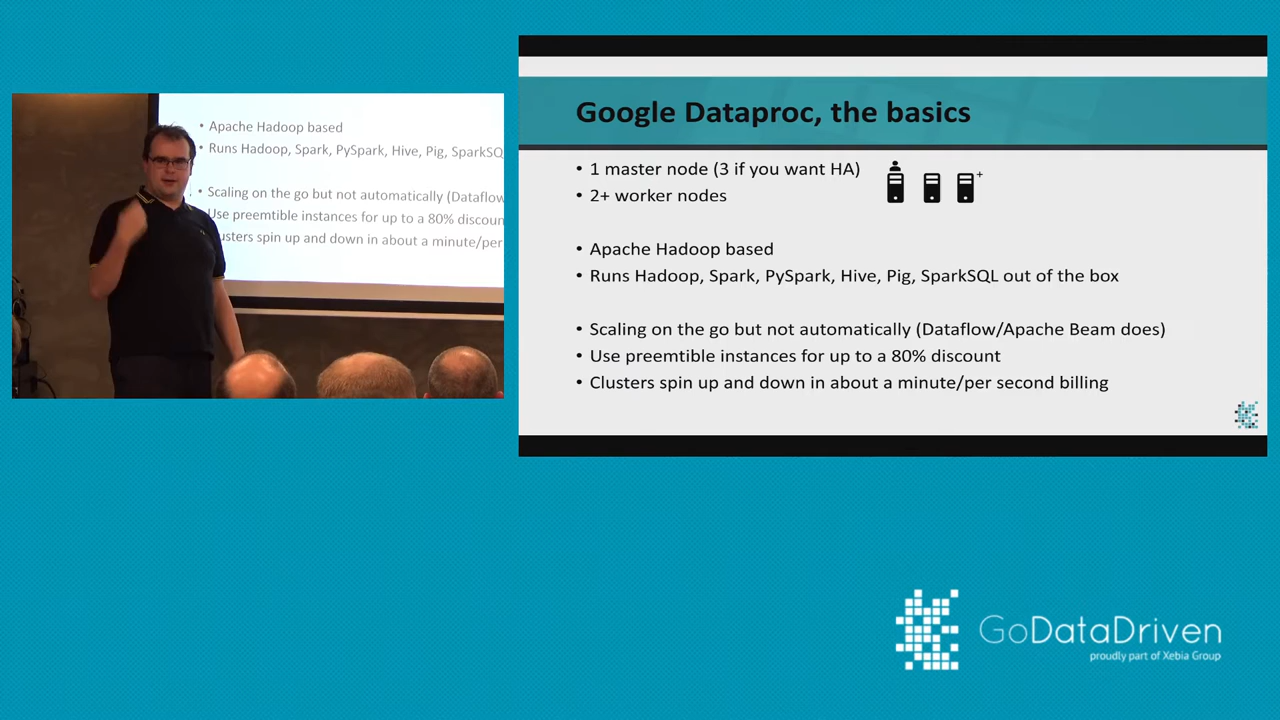 • Apache Hadoop based
• Runs Hadoop, Spark, PySpark, Hive, Pig, SparkSQ
• Scaling on the go but not automatically (Dataflow
Use preemtible instances for up to a 80% discoun
usters spin up and down in about a minute/per
Google Dataproc, the basics
• 1 master node (3 if you want HA)
• 2+ worker nodes
+
• Apache Hadoop based
• Runs Hadoop, Spark, PySpark, Hive, Pig, SparkSQL out of the box
• Scaling on the go but not automatically (Dataflow/Apache Beam does)
• Use preemtible instances for up to a 80% discount
• Clusters spin up and down in about a minute/per second billing
GoDataDriven
proudly part of Xebia Group